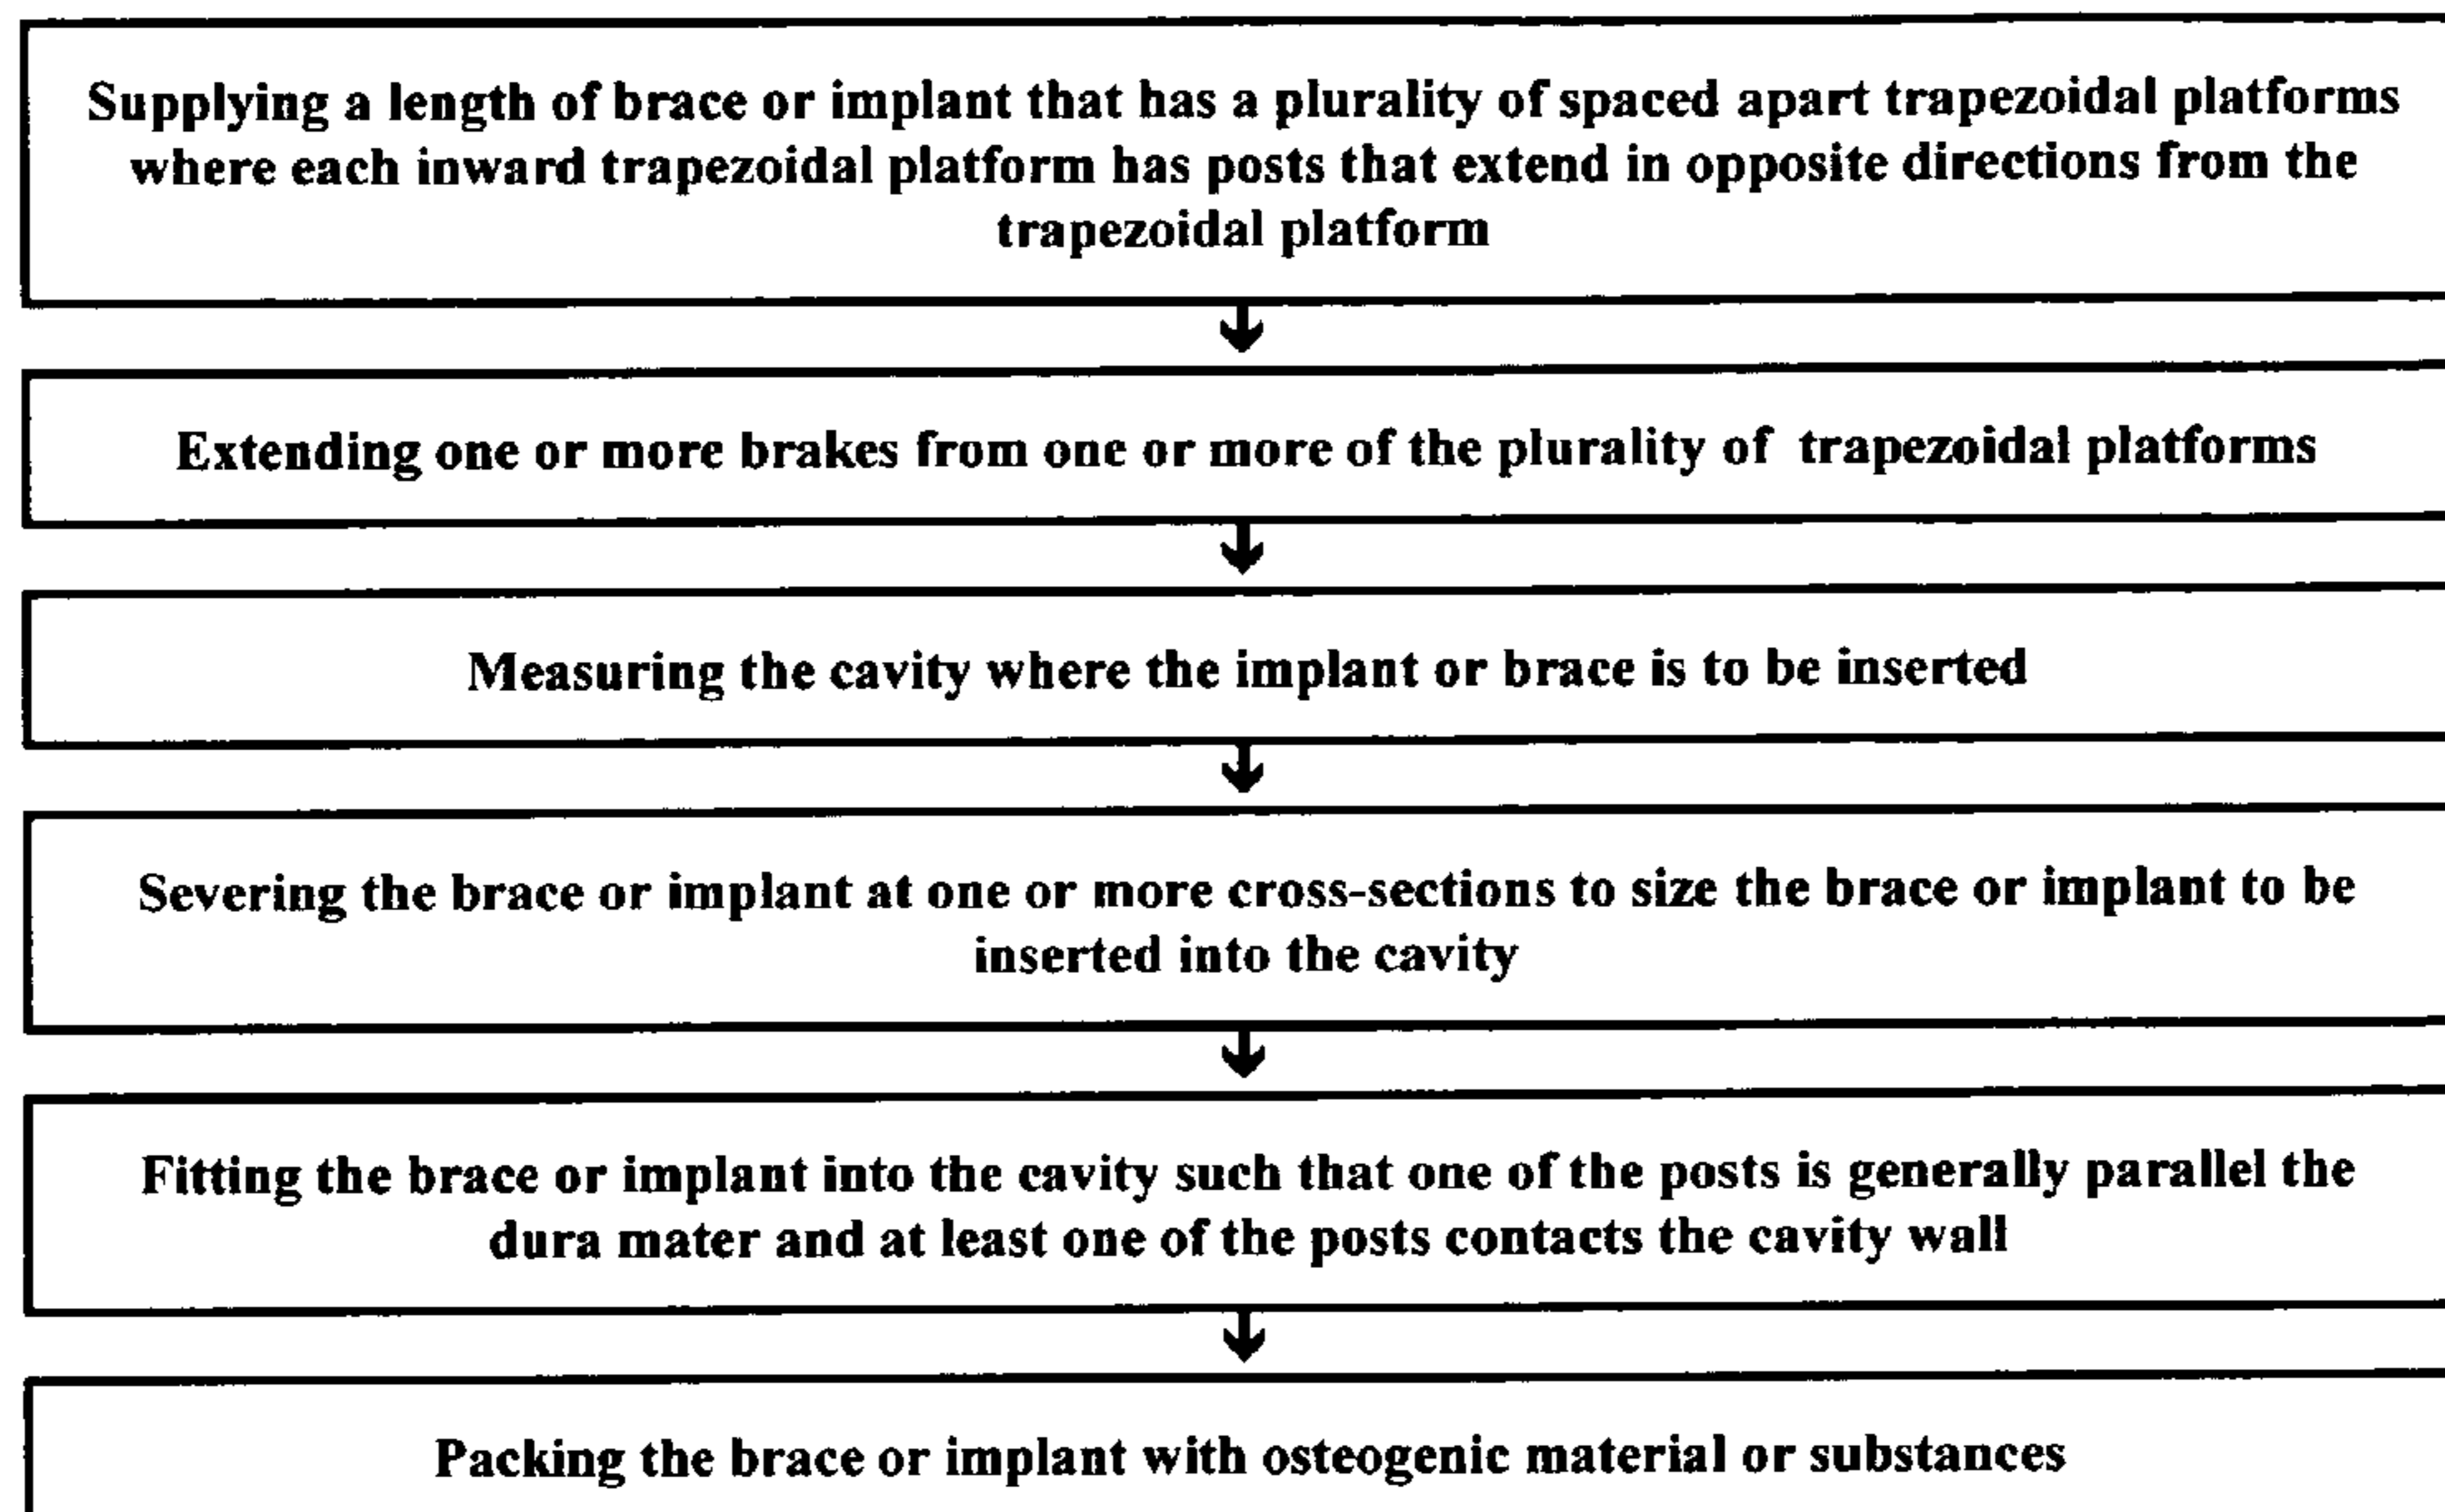 Supplying a length of brace or implant that has a plurality of spaced apart trapezoidal platforms
where each inward trapezoidal platform has posts that extend in opposite directions from the
trapezoidal platform
Extending one or more brakes from one or more of the plurality of trapezoidal platforms
Measuring the cavity where the implant or brace is to be inserted
Severing the brace or implant at one or more cross-sections to size the brace or implant to be
inserted into the cavity
Fitting the brace or implant into the cavity such that one of the posts is generally parallel the
dura mater and at least one of the posts contacts the cavity wall
Packing the brace or implant with osteogenic material or substances